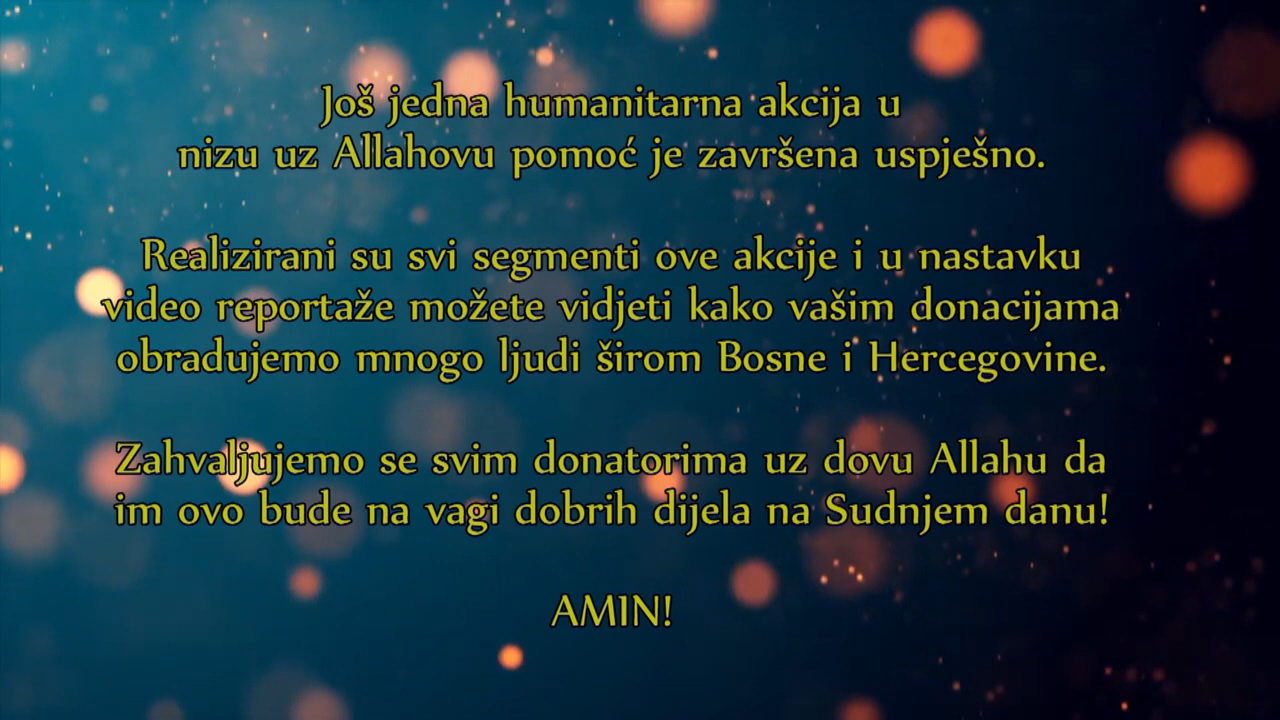 Još jedna humanitarna akcija u
nizu uz Allahovu pomoć je završena uspješno.
Realizirani su svi segmenti ove akcije i u nastavku
video reportaže možete vidjeti kako vašim donacijama
obradujemo mnogo ljudi širom Bosne i Hercegovine.
Zahvaljujemo se svim donatorima uz dovu Allahu da
im ovo bude na vagi dobrih dijela na Sudnjem danu!
AMIN!